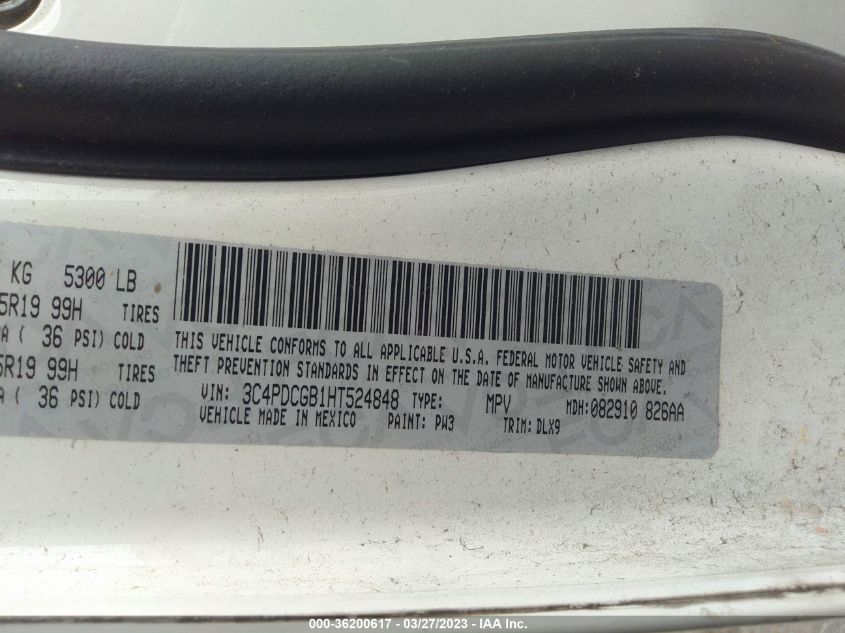 KG 5300 LB
5R19 99H TIRES
A ( 36 PSI) COLD
5R19 99H TIRES
A ( 36 PSI) COLD
THIS VEHICLE CONFORMS TO ALL APPLICABLE U.S.A. FEDERAL MOTOR VEHICLE SAFETY AND
THEFT PREVENTION STANDARDS IN EFFECT ON THE DATE OF MANUFACTURE SHOWN ABOVE.
VIN: 3C4PDCGB1HT524848 TYPE: MPV MDH:082910 826AA
VEHICLE MADE IN MEXICO PAINT: PW3 TRIM: DLX9
000-36200617 - 03/27/2023 - IAA Inc.